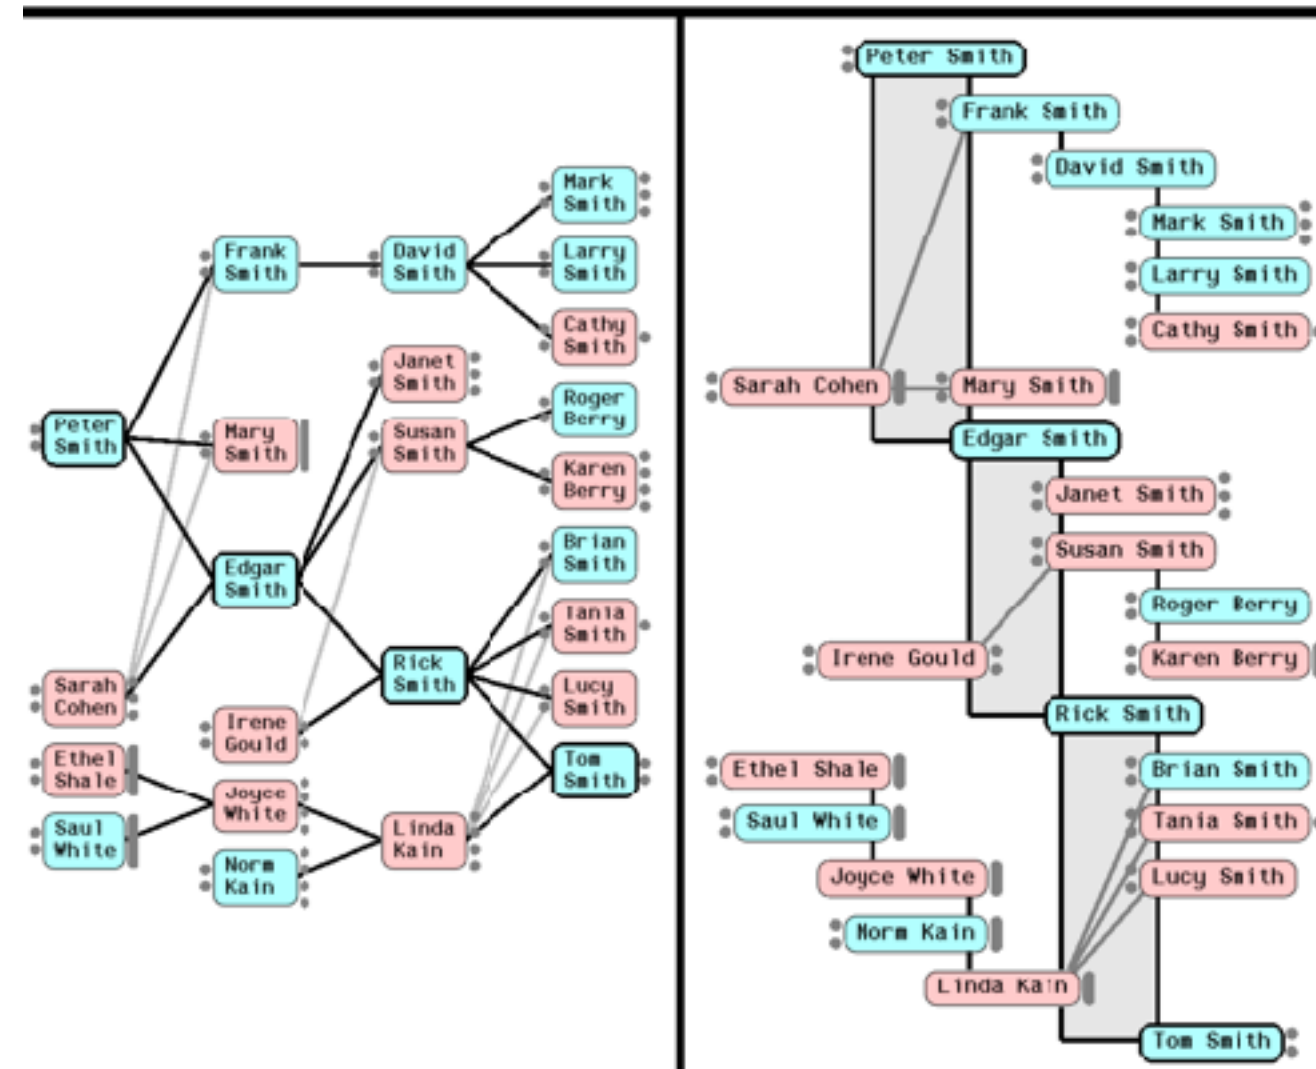 Mark
Smith
Frank
Smith
David
Smith
Larry
Smith
Cathy
Smith
Janet
Smith
Roger
Berry
Peter
Smith
Mary
Smith
Susan
Smith
Karen
Berry
Brian
Smith
Edgar
Smith
Tania
Smith
Rick
Smith
Sarah
Cohen
Lucy
Smith
Irene
Gould
Ethel
Shale
Tom
Smith
Joyce
White
Saul
White
Linda
Kain
Norm
Kain
Peter Smith
Frank Smith
David Smith
Mark Smith
Larry Smith
Cathy Smith
Sarah Cohen
Mary Smith
Edgar Smith
Janet Smith
Susan Smith
Roger Berry
Irene Gould
Karen Berry
Rick Smith
Ethel Shale
Brian Smith
Saul White
Tania Smith
Joyce White
Lucy Smith
Norm Kain
Linda Kain
Tom Smith